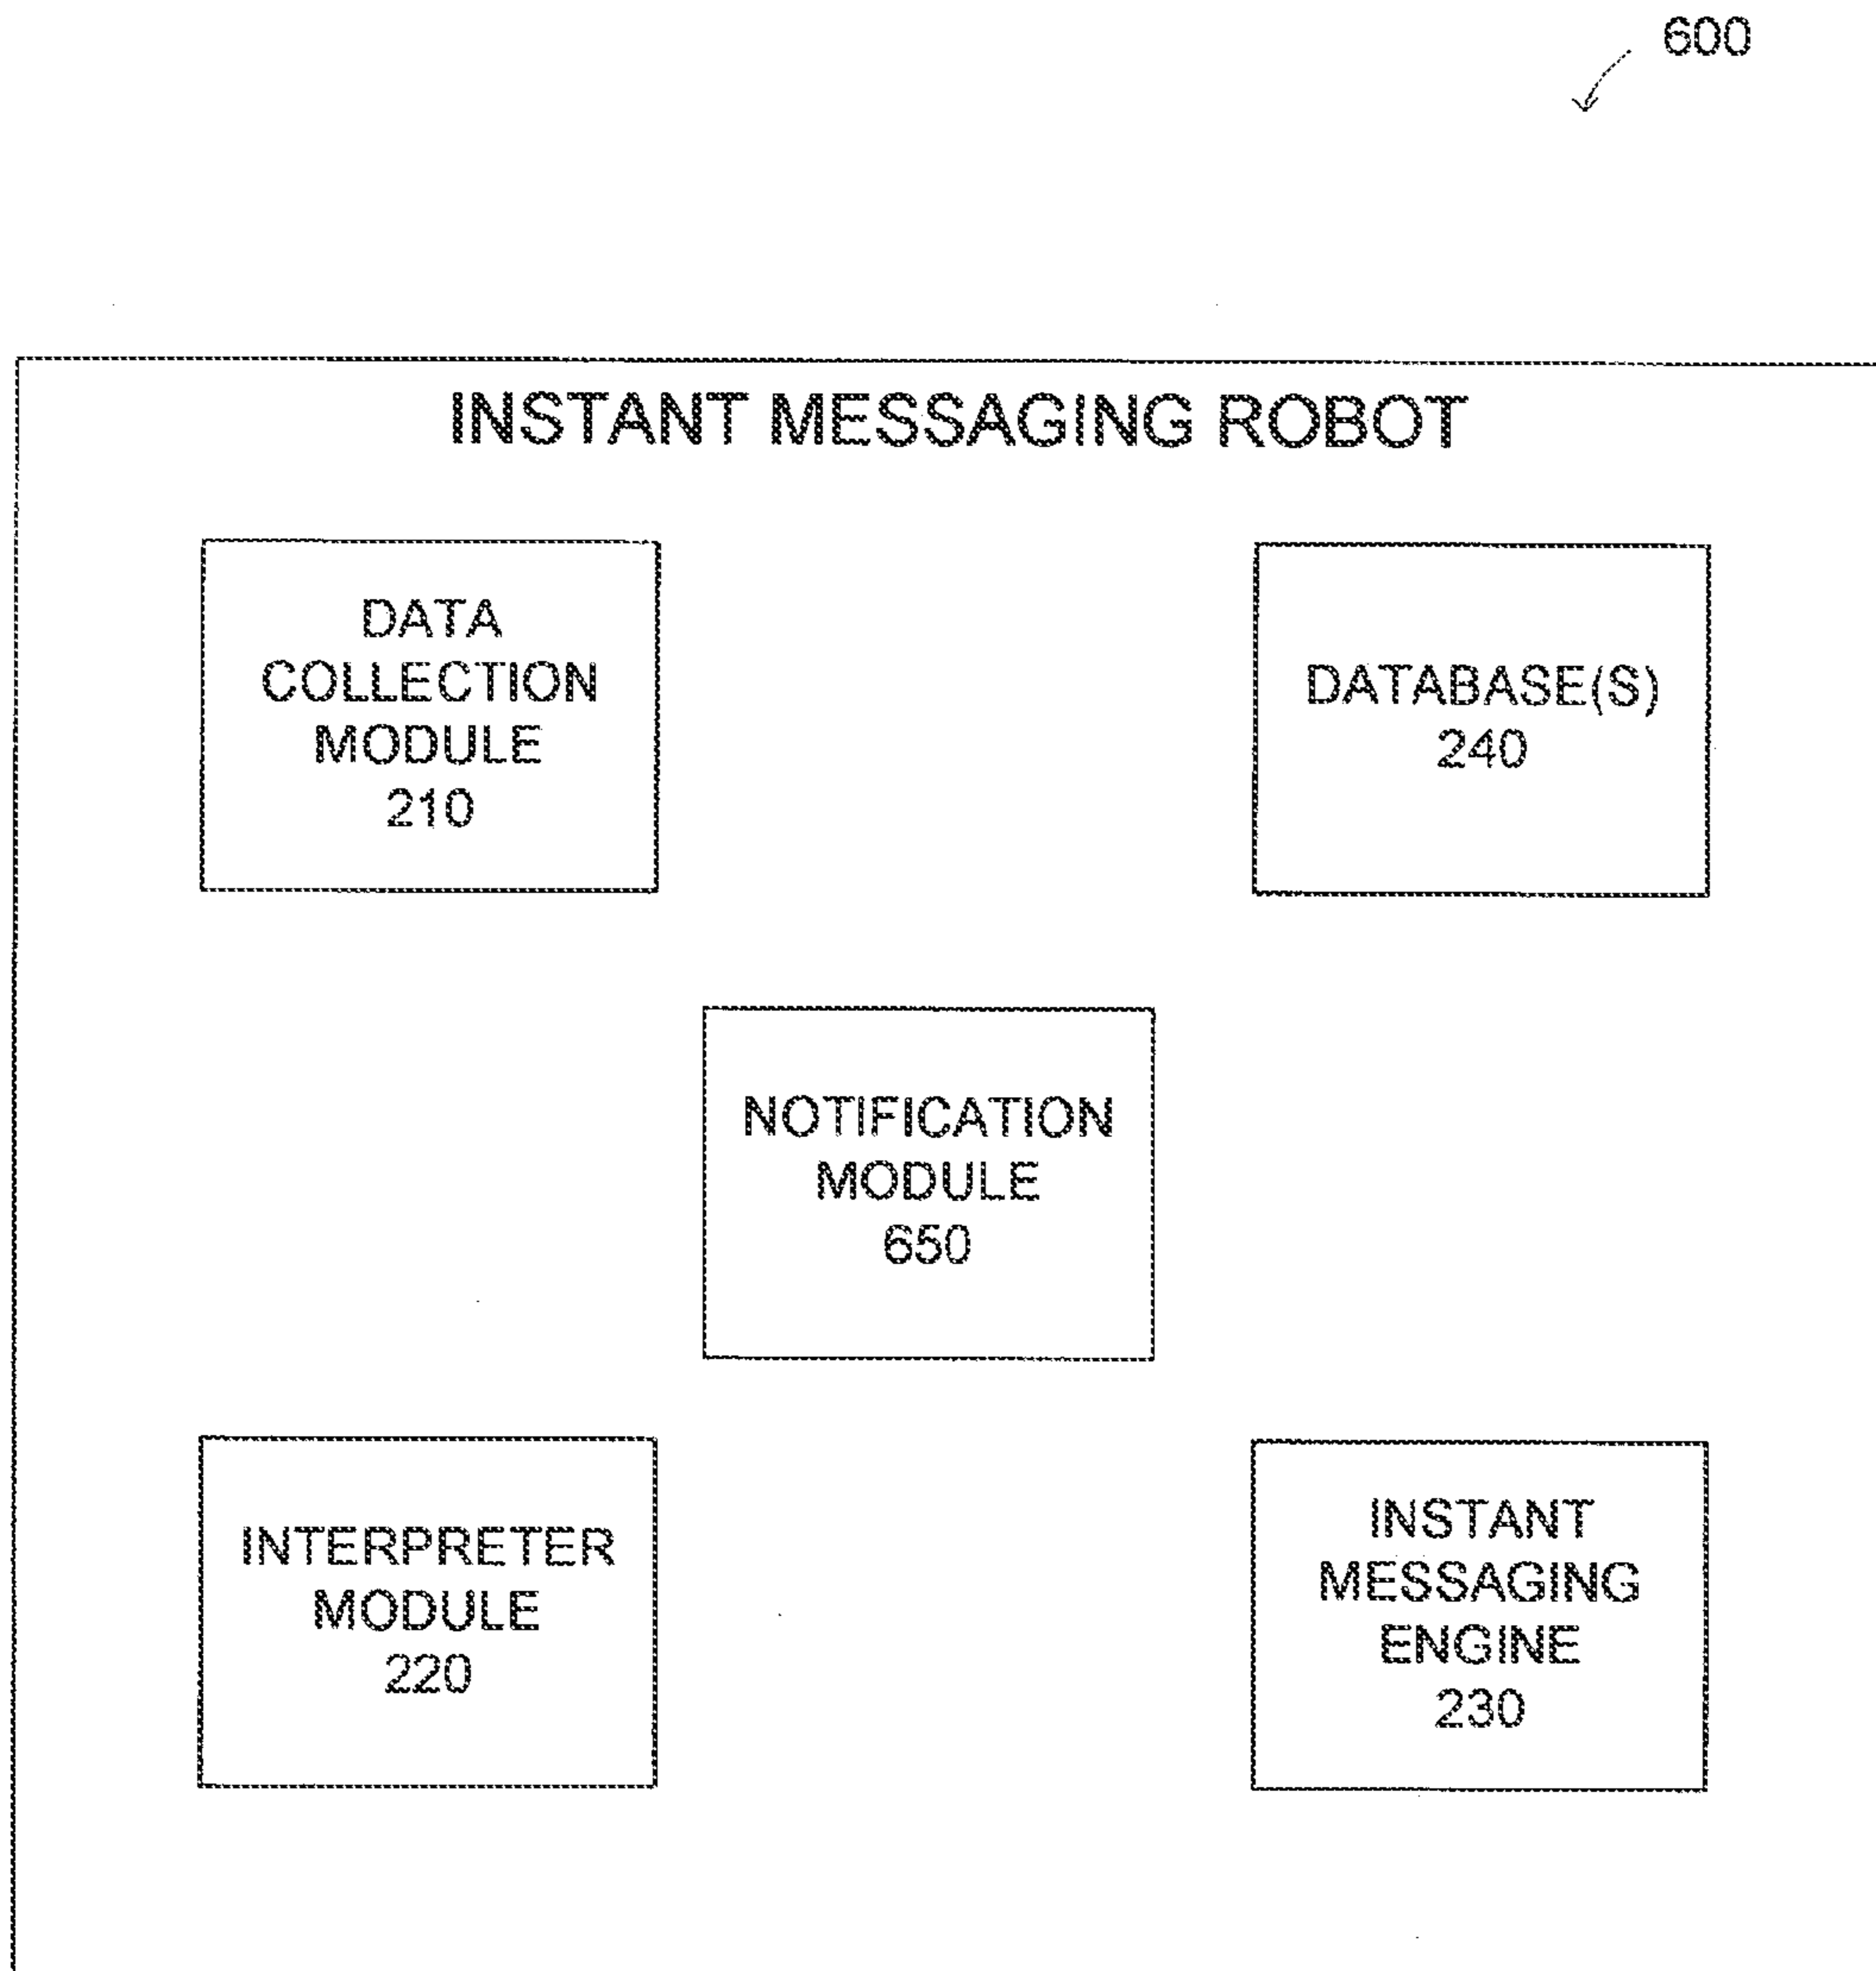 600
INSTANT MESSAGING ROBOT
DATA
COLLECTION
MODULE
210
DATABASE(S)
240
NOTIFICATION
MODULE
650
INTERPRETER
MODULE
220
INSTANT
MESSAGING
ENGINE
230